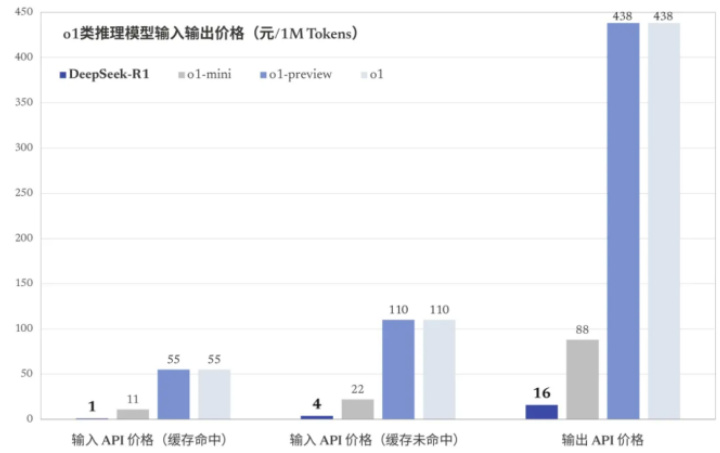 o1类推理模型输入输出价格（元/1M Tokens）
DeepSeek-R1 o1-mini o1-preview o1
450
400
350
300
250
200
150
100
50
0
1 11 55 55
4 22 110 110
16 88 438 438
输入 API 价格（缓存命中） 输入 API 价格（缓存未命中） 输出 API 价格